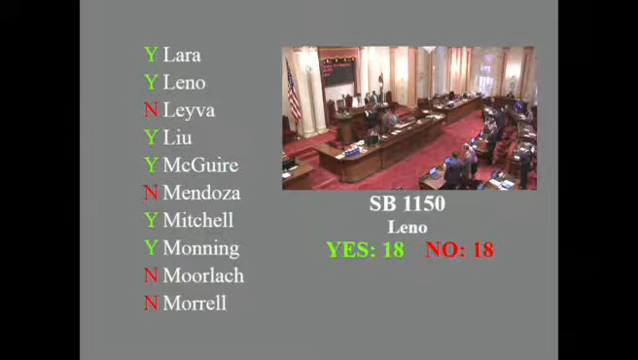 Y Lara
Y Leno
N Leyva
Y Liu
Y McGuire
N Mendoza
Y Mitchell
Y Monning
N Moorlach
N Morrell
SB 1150
Leno
YES: 18 NO: 18